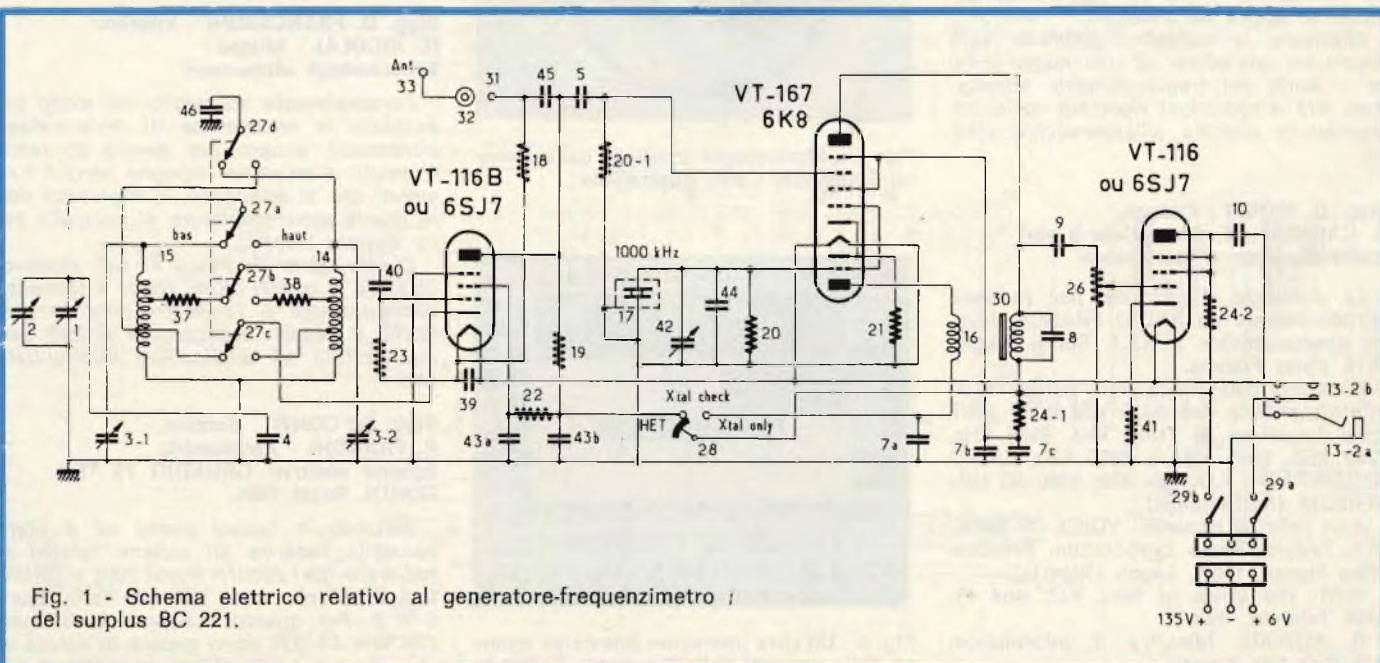 Ant.
33
32
31
45
5
46
27d
27a
bas
haut
15
14
27b
37
38
27c
2
1
3-1
4
3-2
40
23
39
18
VT-116B
ou 6SJ7
20-1
19
22
43a
43b
1000 kHz
17
42
44
20
VT-167
6K8
21
16
30
Xtal check
HET
Xtal only
28
7a
7b
7c
24-1
8
9
26
VT-116
ou 6SJ7
10
24-2
41
13-2b
13-2a
29b
29a
135V + - + 6 V
Fig. 1 - Schema elettrico relativo al generatore-frequenzimetro
del surplus BC 221.